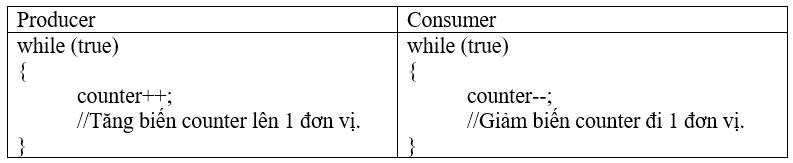 Producer
while (true)
{
counter++;
//Tăng biến counter lên 1 đơn vị.
}
Consumer
while (true)
{
counter--;
//Giảm biến counter đi 1 đơn vị.
}